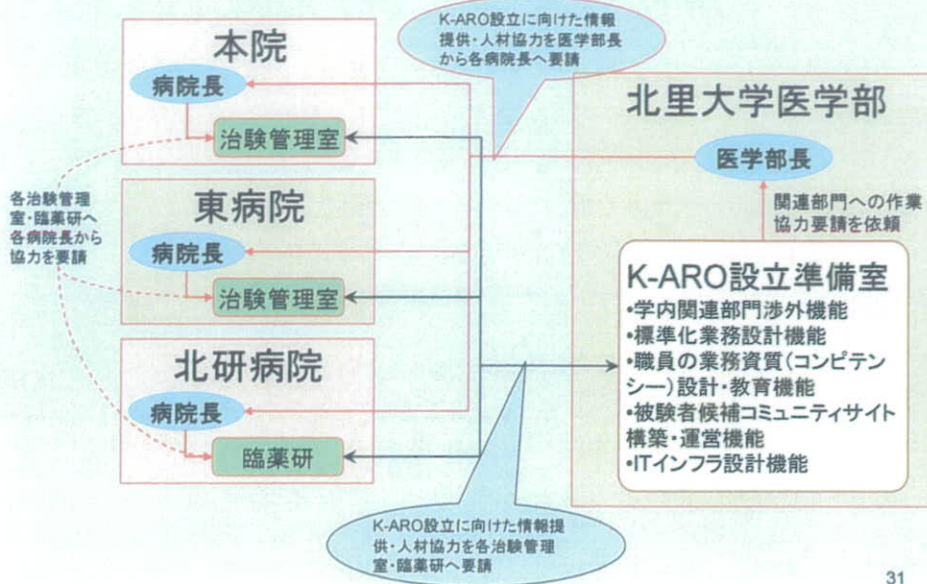 K-ARO設立に向けた情報
提供・人材協力を医学部長
から各病院長へ要請
本院
病院長
治験管理室
東病院
病院長
治験管理室
北研病院
病院長
臨薬研
各治験管理
室・臨薬研へ
各病院長から
協力を要請
北里大学医学部
医学部長
関連部門への作業
協力要請を依頼
K-ARO設立準備室
•学内関連部門渉外機能
•標準化業務設計機能
•職員の業務資質(コンピテン
シー)設計・教育機能
•被験者候補コミュニティサイト
構築・運営機能
•ITインフラ設計機能
K-ARO設立に向けた情報提
供・人材協力を各治験管理
室・臨薬研へ要請
31